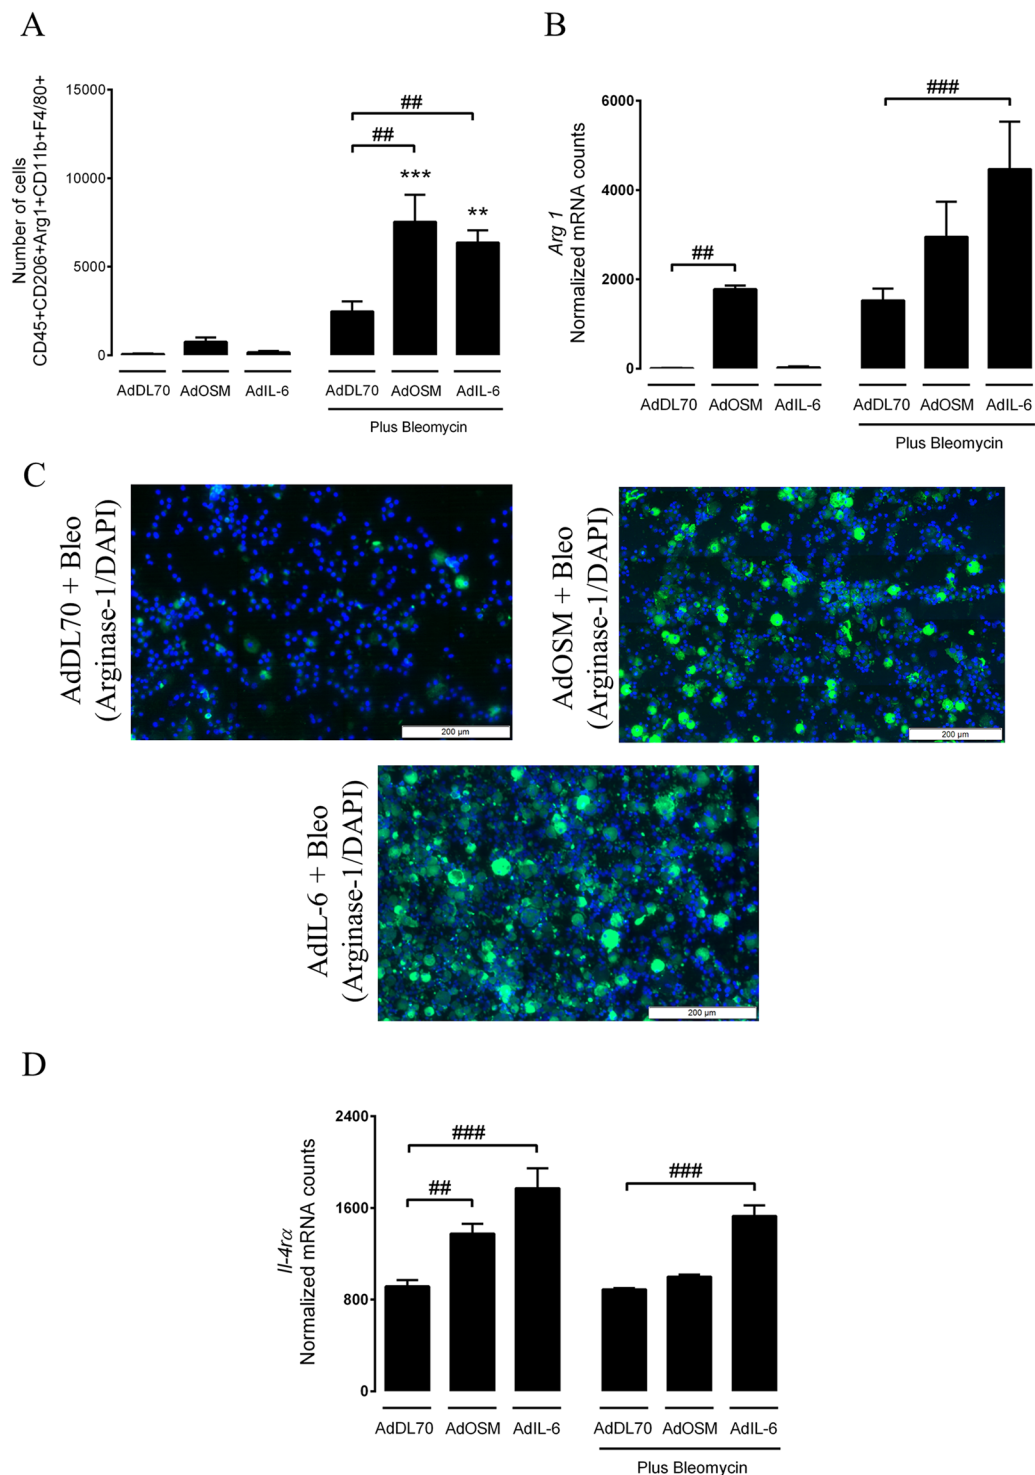 A
Number of cells
CD45+CD206+Arg1+CD11b+F4/80+
15000
10000
5000
0
##
##
***
**
AdDL70 AdOSM AdIL-6 AdDL70 AdOSM AdIL-6
Plus Bleomycin
B
Arg 1
Normalized mRNA counts
6000
4000
2000
0
##
###
AdDL70 AdOSM AdIL-6 AdDL70 AdOSM AdIL-6
Plus Bleomycin
C
AdDL70 + Bleo
(Arginase-1/DAPI)
200 µm
AdOSM + Bleo
(Arginase-1/DAPI)
200 µm
AdIL-6 + Bleo
(Arginase-1/DAPI)
200 µm
D
Il-4rα
Normalized mRNA counts
2400
1600
800
0
###
##
###
AdDL70 AdOSM AdIL-6 AdDL70 AdOSM AdIL-6
Plus Bleomycin